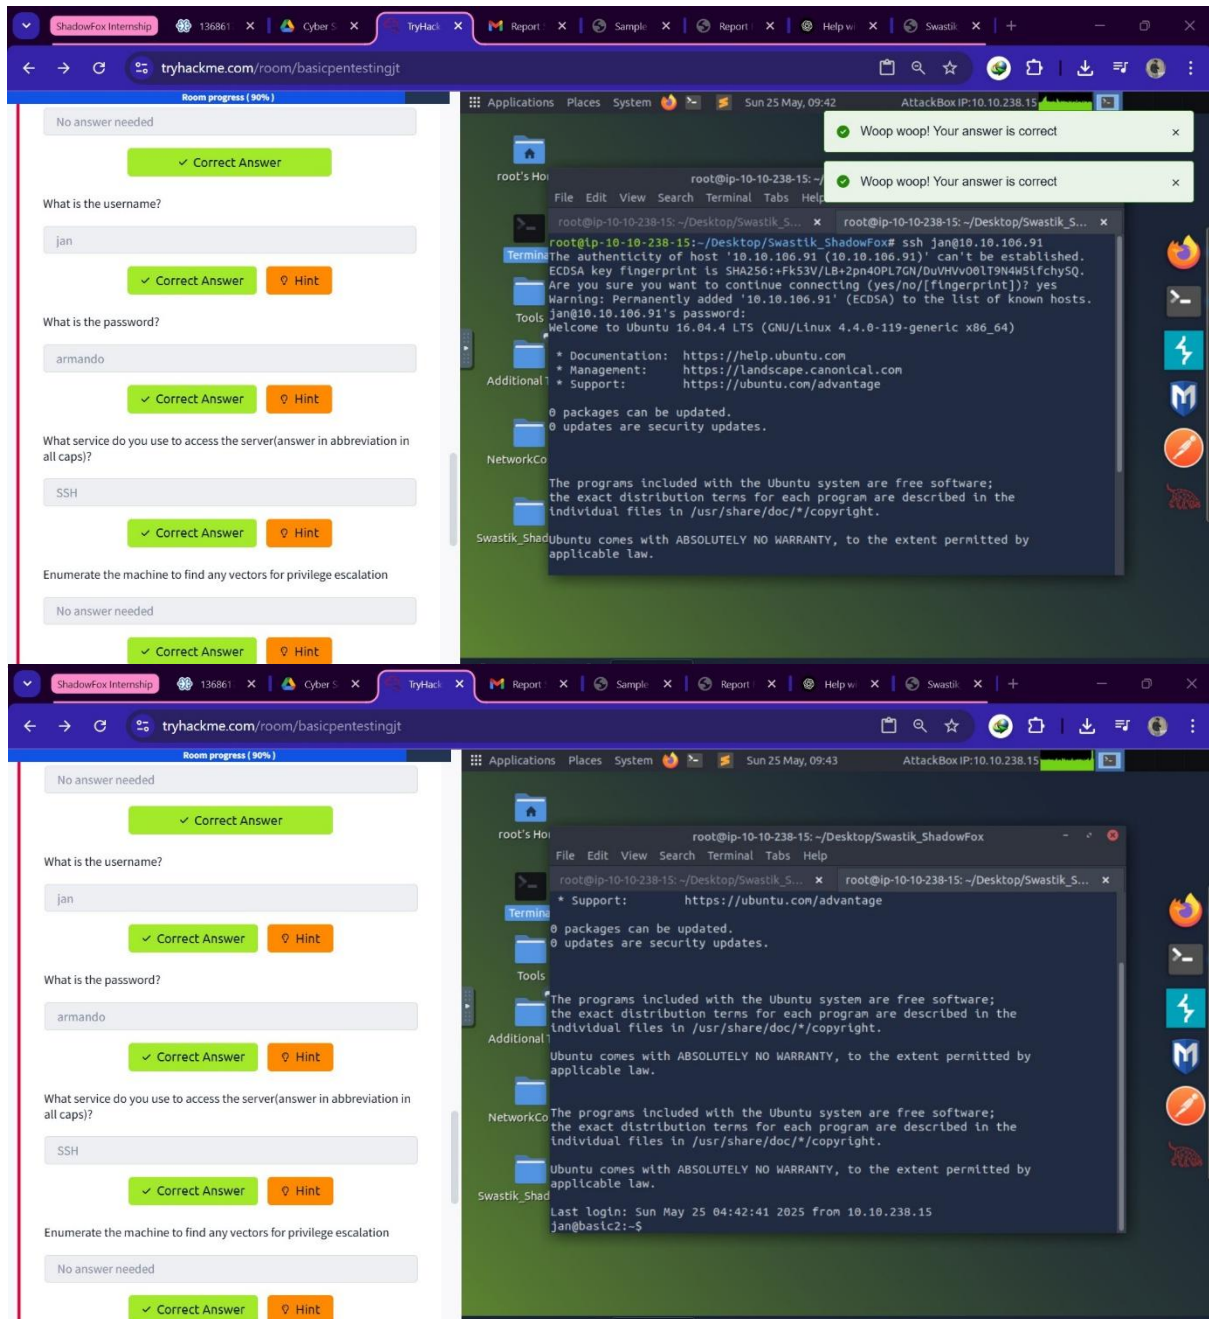 ShadowFox Internship
136861
Cyber S
TryHack
Report
Sample
Report
Help wi
Swastik
tryhackme.com/room/basicpentestingjt
Room progress ( 90% )
No answer needed
Correct Answer
What is the username?
jan
Correct Answer
Hint
What is the password?
armando
Correct Answer
Hint
What service do you use to access the server(answer in abbreviation in
all caps)?
SSH
Correct Answer
Hint
Enumerate the machine to find any vectors for privilege escalation
No answer needed
Correct Answer
Hint
Applications Places System
Sun 25 May, 09:42
AttackBox IP:10.10.238.15
Woop woop! Your answer is correct
Woop woop! Your answer is correct
root's Ho
Termina
Tools
Additional T
NetworkCo
Swastik_Shad
root@ip-10-10-238-15: ~/
File Edit View Search Terminal Tabs Help
root@ip-10-10-238-15: ~/Desktop/Swastik_S...
root@ip-10-10-238-15: ~/Desktop/Swastik_S...
root@ip-10-10-238-15:~/Desktop/Swastik_ShadowFox# ssh jan@10.10.106.91
The authenticity of host '10.10.106.91 (10.10.106.91)' can't be established.
ECDSA key fingerprint is SHA256:+Fk53V/LB+2pn4OPL7GN/DuVHVvO0lT9N4W5ifchySQ.
Are you sure you want to continue connecting (yes/no/[fingerprint])? yes
Warning: Permanently added '10.10.106.91' (ECDSA) to the list of known hosts.
jan@10.10.106.91's password:
Welcome to Ubuntu 16.04.4 LTS (GNU/Linux 4.4.0-119-generic x86_64)
* Documentation: https://help.ubuntu.com
* Management: https://landscape.canonical.com
* Support: https://ubuntu.com/advantage
0 packages can be updated.
0 updates are security updates.
The programs included with the Ubuntu system are free software;
the exact distribution terms for each program are described in the
individual files in /usr/share/doc/*/copyright.
Ubuntu comes with ABSOLUTELY NO WARRANTY, to the extent permitted by
applicable law.
ShadowFox Internship
136861
Cyber S
TryHack
Report
Sample
Report
Help wi
Swastik
tryhackme.com/room/basicpentestingjt
Room progress ( 90% )
No answer needed
Correct Answer
What is the username?
jan
Correct Answer
Hint
What is the password?
armando
Correct Answer
Hint
What service do you use to access the server(answer in abbreviation in
all caps)?
SSH
Correct Answer
Hint
Enumerate the machine to find any vectors for privilege escalation
No answer needed
Correct Answer
Hint
Applications Places System
Sun 25 May, 09:43
AttackBox IP:10.10.238.15
root's Ho
Termina
Tools
Additional T
NetworkCo
Swastik_Shad
root@ip-10-10-238-15: ~/Desktop/Swastik_ShadowFox
File Edit View Search Terminal Tabs Help
root@ip-10-10-238-15: ~/Desktop/Swastik_S...
root@ip-10-10-238-15: ~/Desktop/Swastik_S...
* Support: https://ubuntu.com/advantage
0 packages can be updated.
0 updates are security updates.
The programs included with the Ubuntu system are free software;
the exact distribution terms for each program are described in the
individual files in /usr/share/doc/*/copyright.
Ubuntu comes with ABSOLUTELY NO WARRANTY, to the extent permitted by
applicable law.
The programs included with the Ubuntu system are free software;
the exact distribution terms for each program are described in the
individual files in /usr/share/doc/*/copyright.
Ubuntu comes with ABSOLUTELY NO WARRANTY, to the extent permitted by
applicable law.
Last login: Sun May 25 04:42:41 2025 from 10.10.238.15
jan@basic2:~$